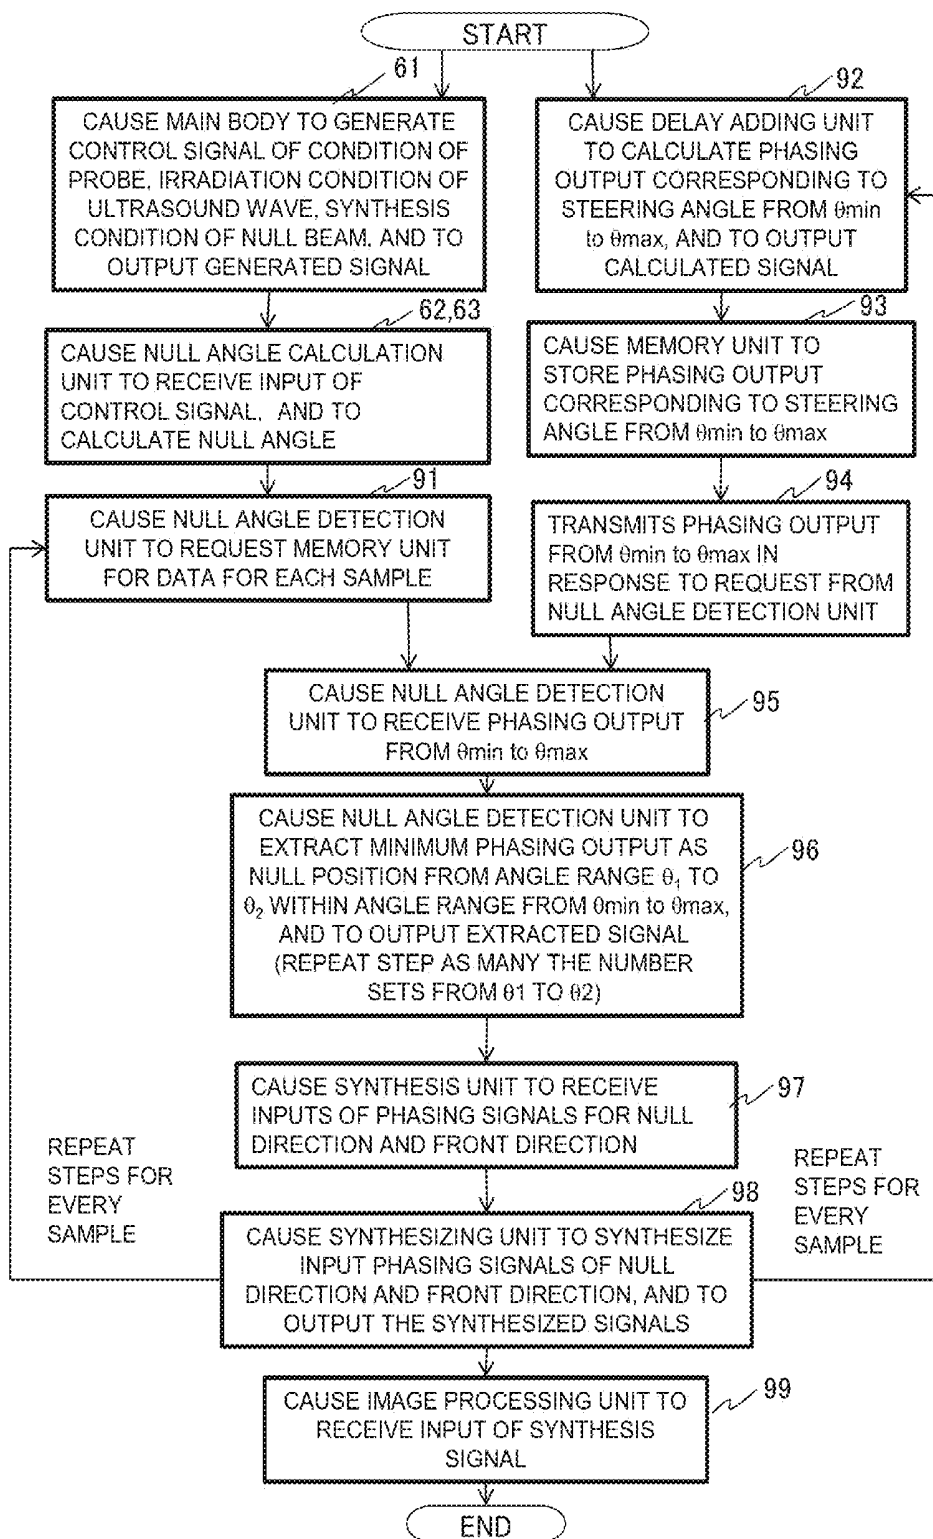 START
61
CAUSE MAIN BODY TO GENERATE
CONTROL SIGNAL OF CONDITION OF
PROBE, IRRADIATION CONDITION OF
ULTRASOUND WAVE, SYNTHESIS
CONDITION OF NULL BEAM, AND TO
OUTPUT GENERATED SIGNAL
92
CAUSE DELAY ADDING UNIT
TO CALCULATE PHASING
OUTPUT CORRESPONDING TO
STEERING ANGLE FROM θmin
to θmax, AND TO OUTPUT
CALCULATED SIGNAL
62,63
CAUSE NULL ANGLE CALCULATION
UNIT TO RECEIVE INPUT OF
CONTROL SIGNAL, AND TO
CALCULATE NULL ANGLE
93
CAUSE MEMORY UNIT TO
STORE PHASING OUTPUT
CORRESPONDING TO STEERING
ANGLE FROM θmin to θmax
91
CAUSE NULL ANGLE DETECTION
UNIT TO REQUEST MEMORY UNIT
FOR DATA FOR EACH SAMPLE
94
TRANSMITS PHASING OUTPUT
FROM θmin to θmax IN
RESPONSE TO REQUEST FROM
NULL ANGLE DETECTION UNIT
CAUSE NULL ANGLE DETECTION
UNIT TO RECEIVE PHASING OUTPUT
FROM θmin to θmax
95
CAUSE NULL ANGLE DETECTION UNIT TO
EXTRACT MINIMUM PHASING OUTPUT AS
NULL POSITION FROM ANGLE RANGE θ₁ TO
θ₂ WITHIN ANGLE RANGE FROM θmin to θmax,
AND TO OUTPUT EXTRACTED SIGNAL
(REPEAT STEP AS MANY THE NUMBER
SETS FROM θ1 TO θ2)
96
CAUSE SYNTHESIS UNIT TO RECEIVE
INPUTS OF PHASING SIGNALS FOR NULL
DIRECTION AND FRONT DIRECTION
97
REPEAT
STEPS FOR
EVERY
SAMPLE
REPEAT
STEPS FOR
EVERY
SAMPLE
98
CAUSE SYNTHESIZING UNIT TO SYNTHESIZE
INPUT PHASING SIGNALS OF NULL
DIRECTION AND FRONT DIRECTION, AND TO
OUTPUT THE SYNTHESIZED SIGNALS
CAUSE IMAGE PROCESSING UNIT TO
RECEIVE INPUT OF SYNTHESIS
SIGNAL
99
END